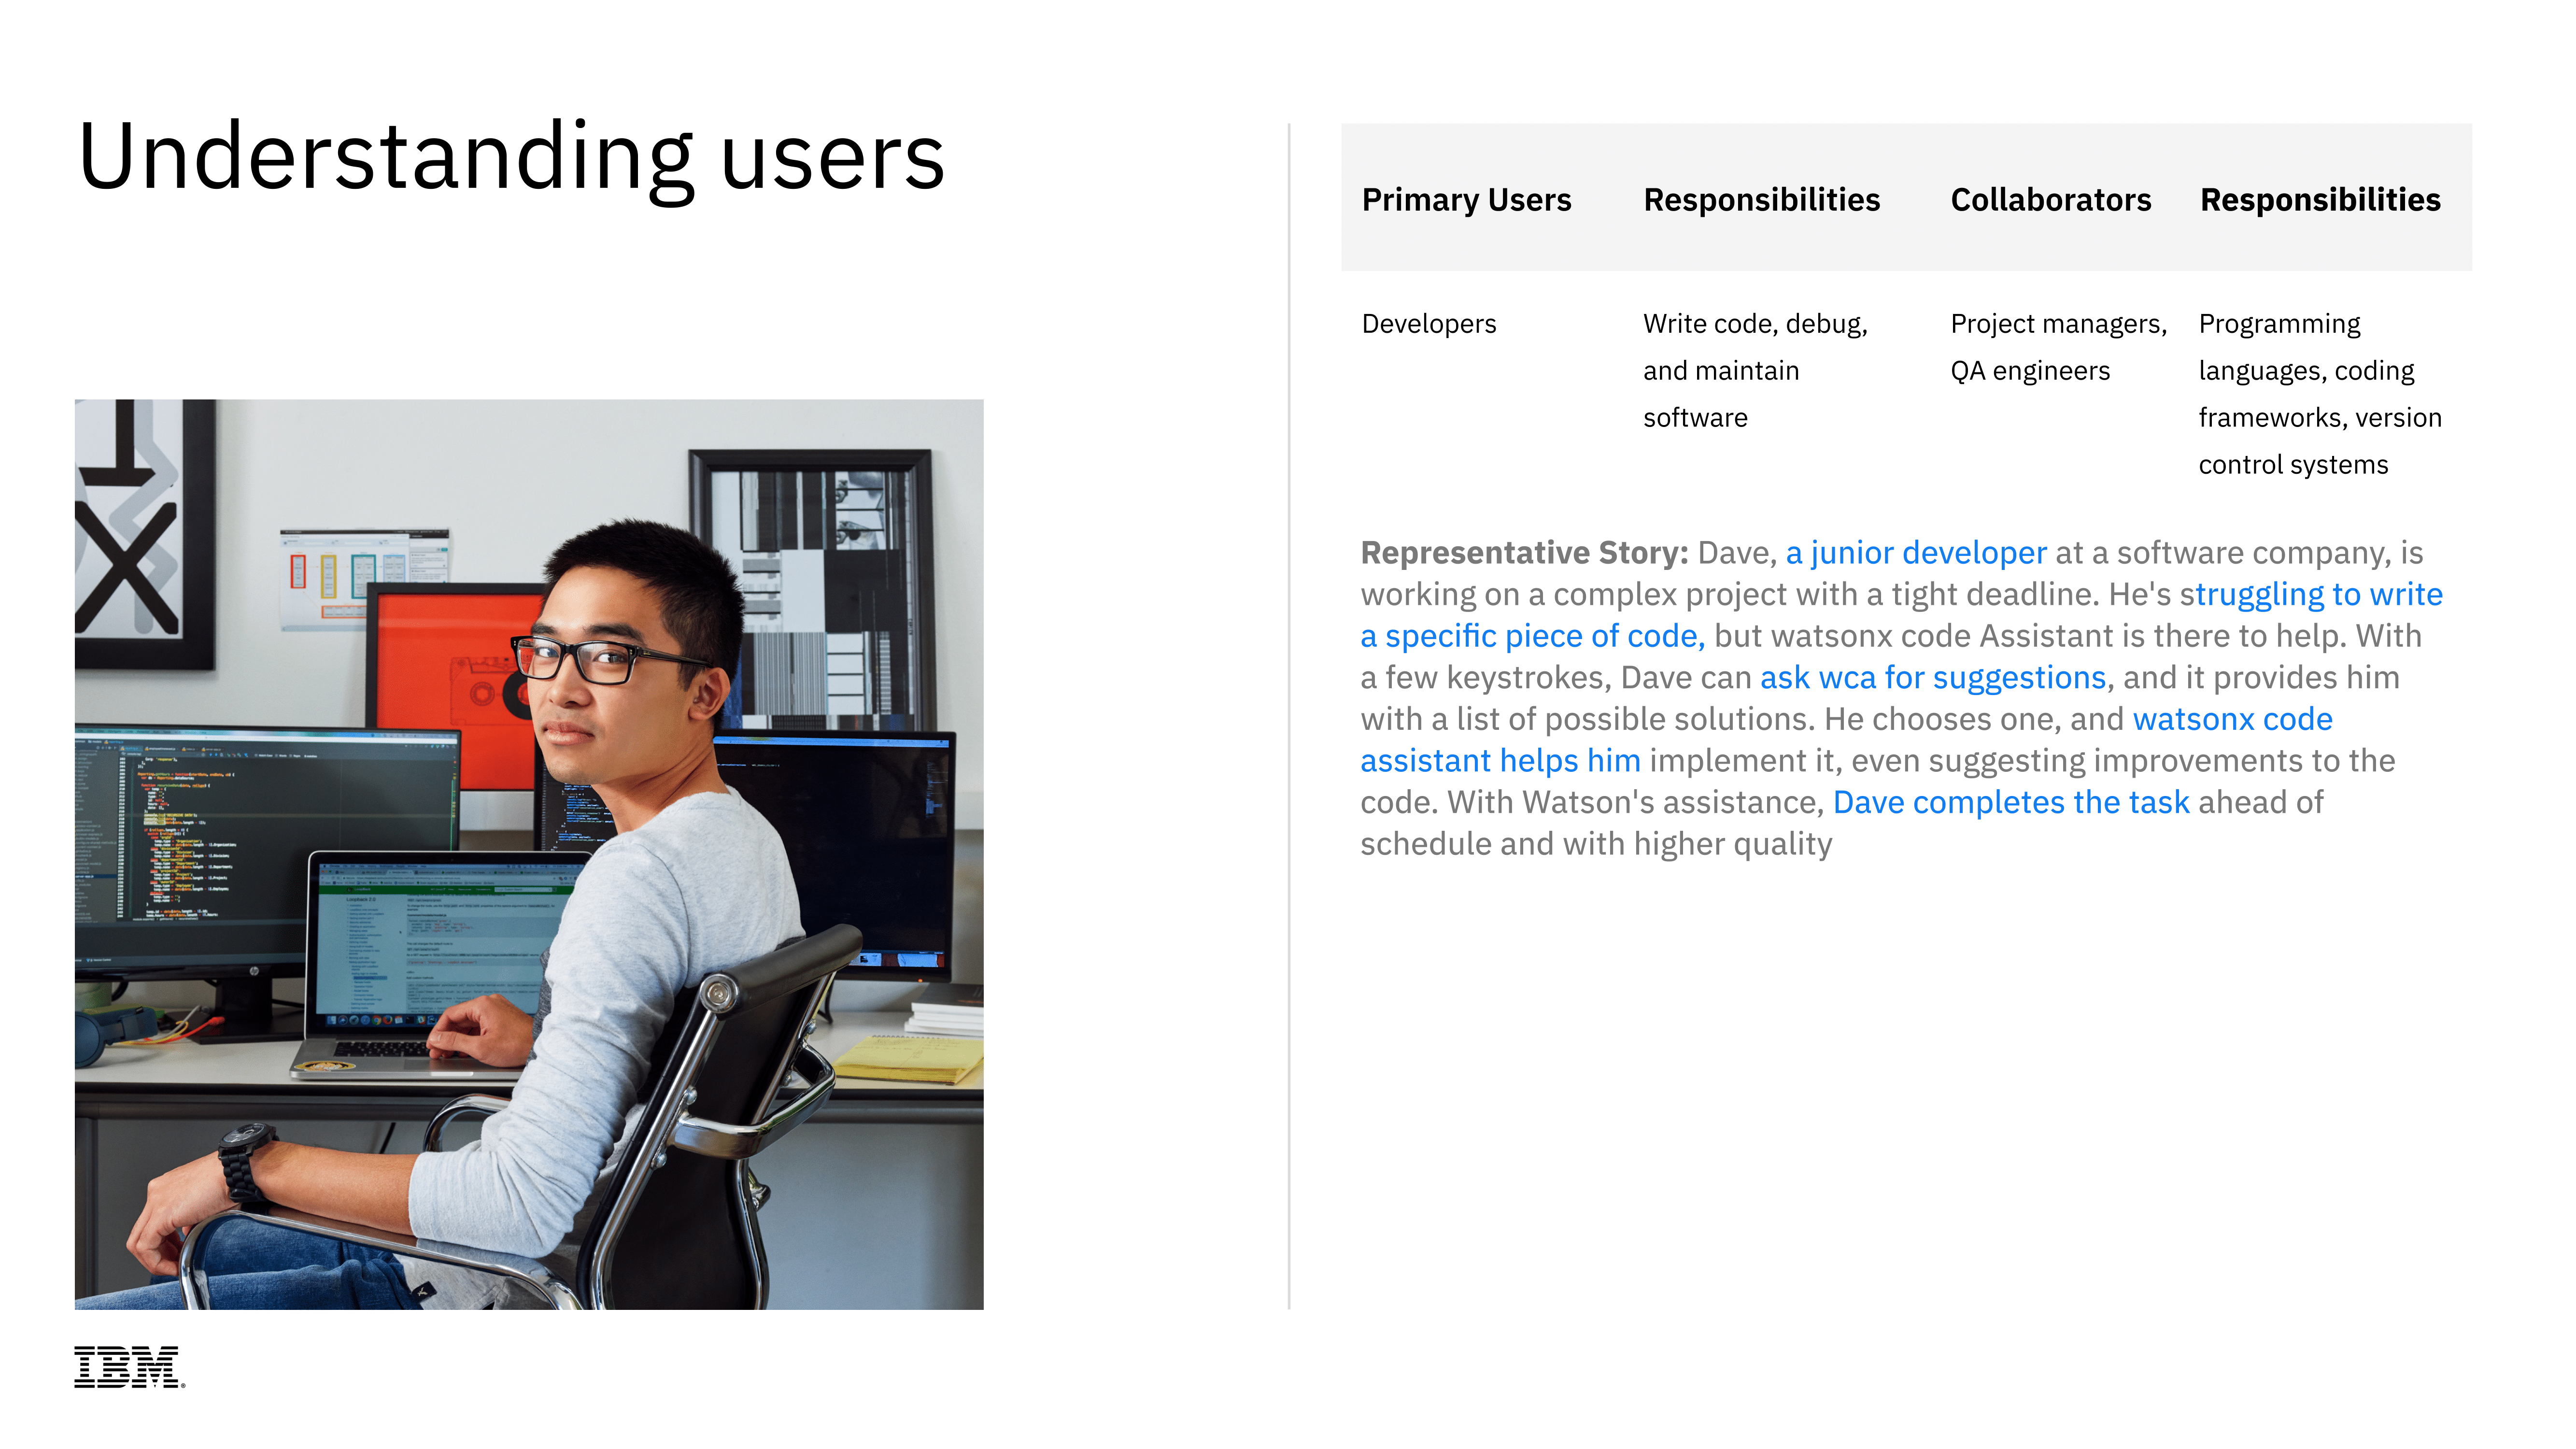 Understanding users
Primary Users Responsibilities Collaborators Responsibilities
Developers
Write code, debug,
and maintain
software
Project managers,
QA engineers
Programming
languages, coding
frameworks, version
control systems
Representative Story: Dave, a junior developer at a software company, is
working on a complex project with a tight deadline. He's struggling to write
a specific piece of code, but watsonx code Assistant is there to help. With
a few keystrokes, Dave can ask wca for suggestions, and it provides him
with a list of possible solutions. He chooses one, and watsonx code
assistant helps him implement it, even suggesting improvements to the
code. With Watson's assistance, Dave completes the task ahead of
schedule and with higher quality
IBM®